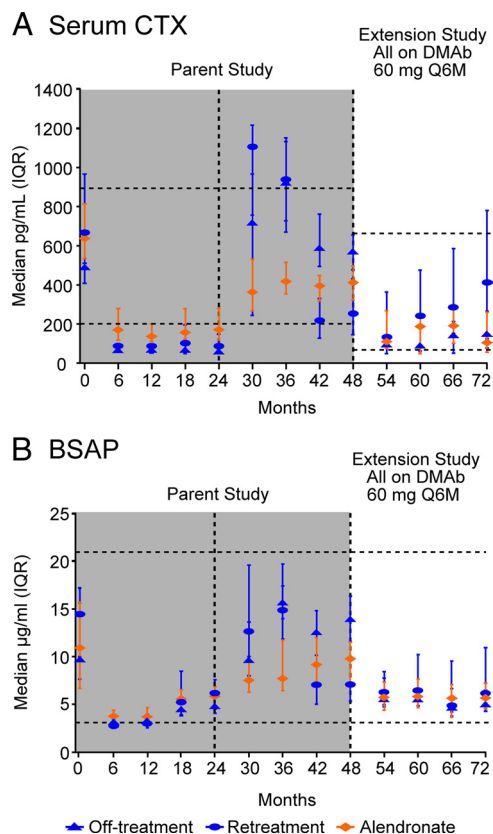 A Serum CTX
Extension Study
All on DMAb
60 mg Q6M
Parent Study
Median pg/mL (IQR)
1400
1200
1000
800
600
400
200
0
0 6 12 18 24 30 36 42 48 54 60 66 72
Months
B BSAP
Extension Study
All on DMAb
60 mg Q6M
Parent Study
Median µg/ml (IQR)
25
20
15
10
5
0
0 6 12 18 24 30 36 42 48 54 60 66 72
Months
Off-treatment Retreatment Alendronate